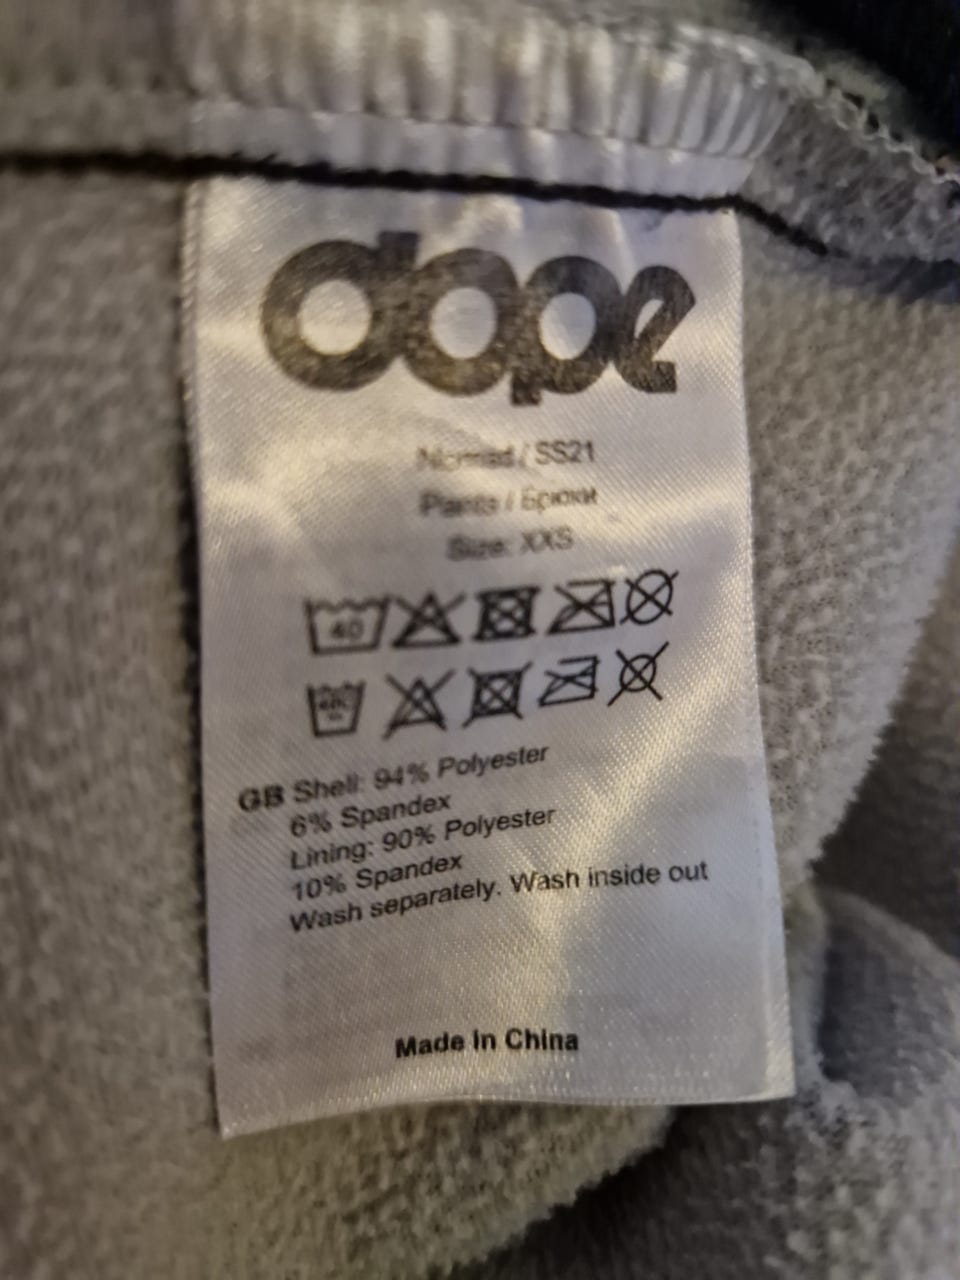 dope
Nomad / SS21
Pants /
Size: XXS
40
GB Shell: 94% Polyester
6% Spandex
Lining: 90% Polyester
10% Spandex
Wash separately. Wash inside out
Made in China